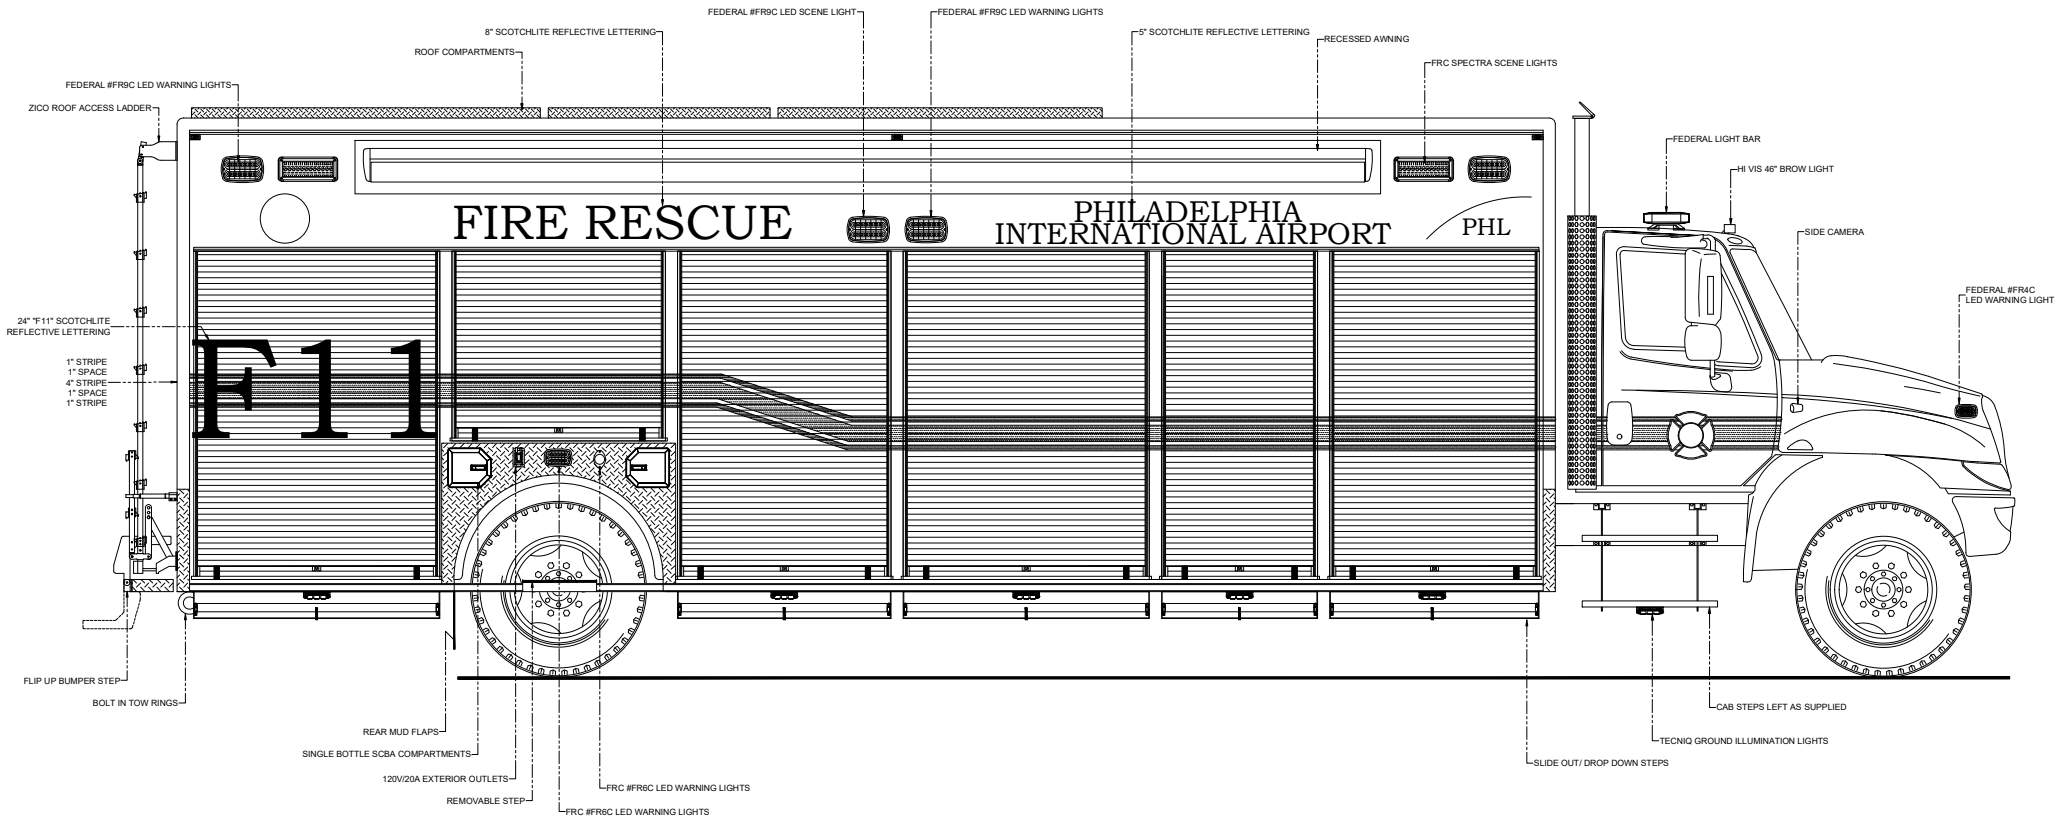 FEDERAL #FR9C LED SCENE LIGHT
FEDERAL #FR9C LED WARNING LIGHTS
8" SCOTCHLITE REFLECTIVE LETTERING
5" SCOTCHLITE REFLECTIVE LETTERING
RECESSED AWNING
ROOF COMPARTMENTS
FRC SPECTRA SCENE LIGHTS
FEDERAL #FR9C LED WARNING LIGHTS
ZICO ROOF ACCESS LADDER
FEDERAL LIGHT BAR
HI VIS 46" BROW LIGHT
FIRE RESCUE
PHILADELPHIA
INTERNATIONAL AIRPORT
PHL
SIDE CAMERA
FEDERAL #FR4C
LED WARNING LIGHT
24" "F11" SCOTCHLITE
REFLECTIVE LETTERING
F11
1" STRIPE
1" SPACE
4" STRIPE
1" SPACE
1" STRIPE
FLIP UP BUMPER STEP
BOLT IN TOW RINGS
REAR MUD FLAPS
SINGLE BOTTLE SCBA COMPARTMENTS
120V/20A EXTERIOR OUTLETS
REMOVABLE STEP
FRC #FR6C LED WARNING LIGHTS
FRC #FR6C LED WARNING LIGHTS
CAB STEPS LEFT AS SUPPLIED
TECNIQ GROUND ILLUMINATION LIGHTS
SLIDE OUT/ DROP DOWN STEPS